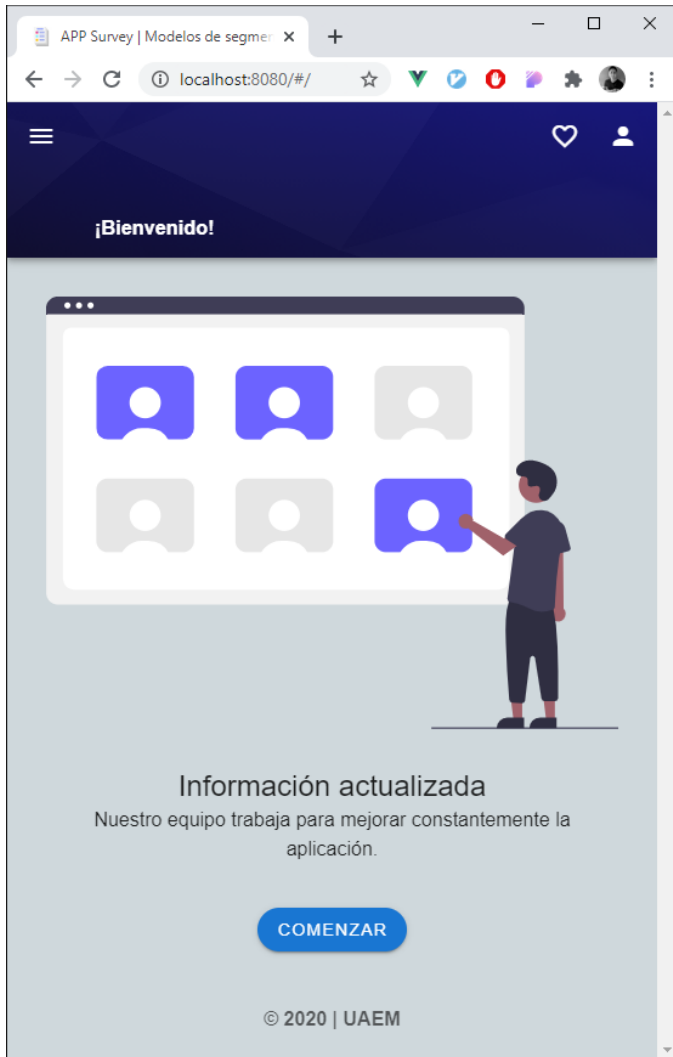 APP Survey | Modelos de segmer
localhost:8080/#/
¡Bienvenido!
Información actualizada
Nuestro equipo trabaja para mejorar constantemente la
aplicación.
COMENZAR
© 2020 | UAEM